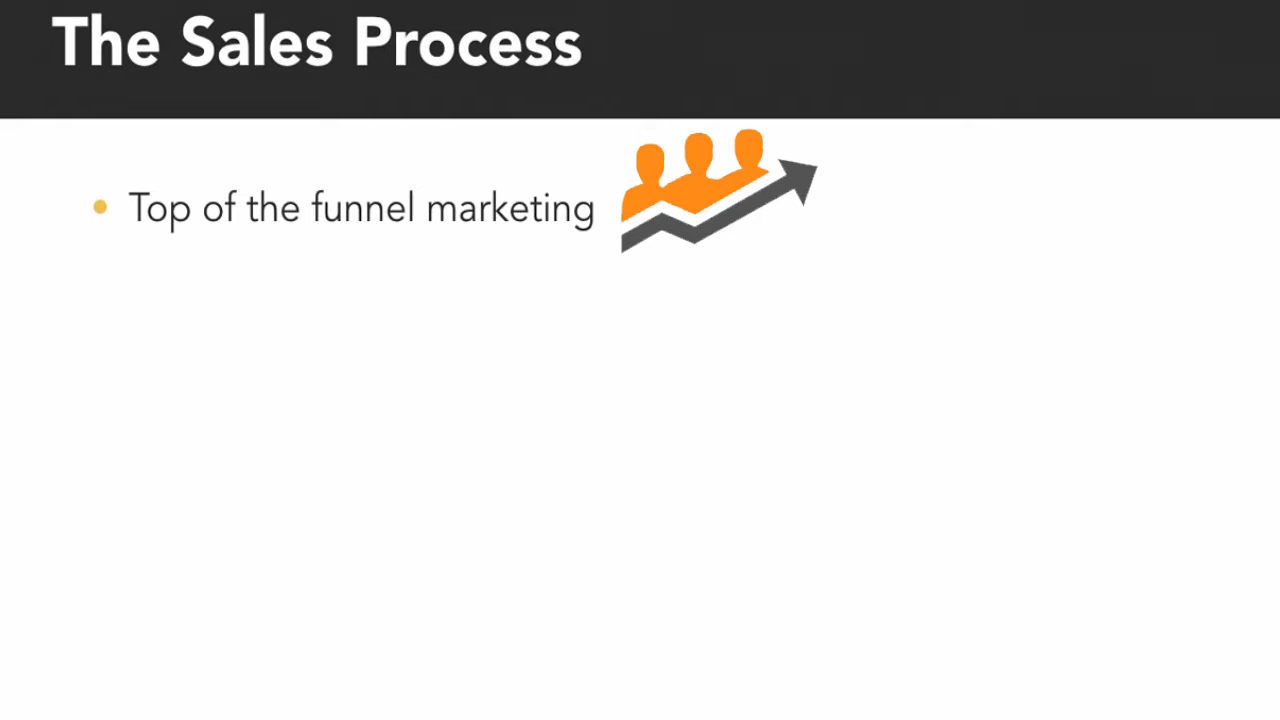 The Sales Process
Top of the funnel marketing